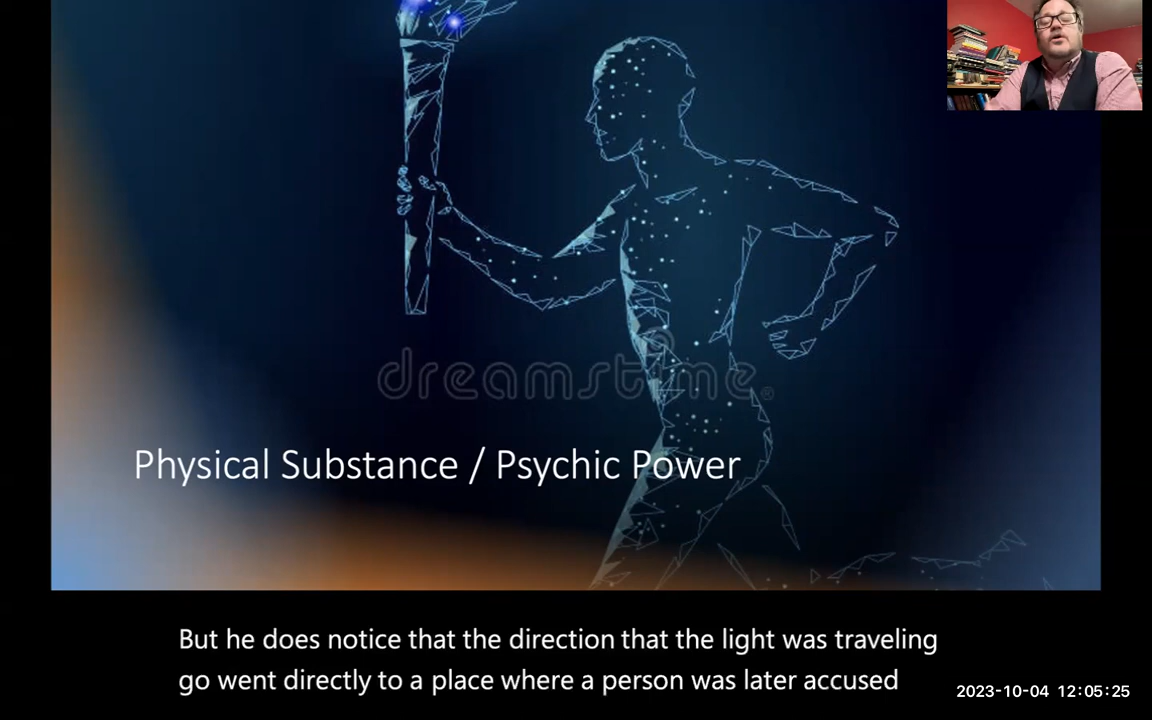 dreamstime®
Physical Substance / Psychic Power
But he does notice that the direction that the light was traveling
go went directly to a place where a person was later accused
2023-10-04 12:05:25